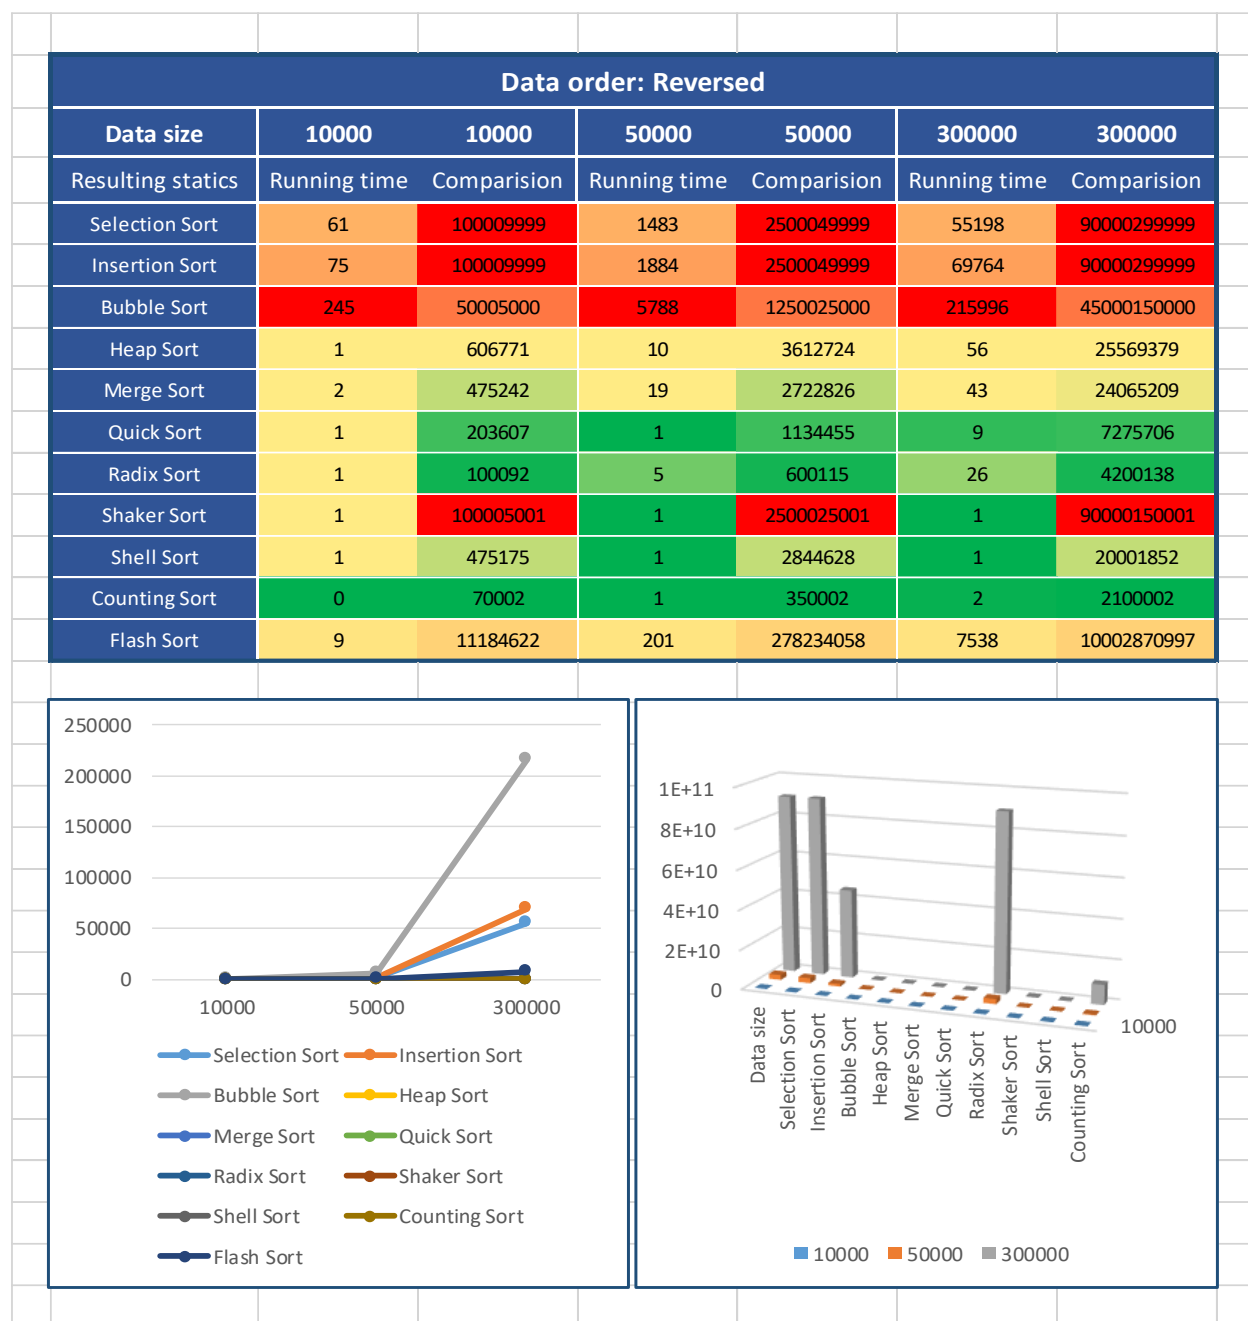 Data order: Reversed
Data size 10000 10000 50000 50000 300000 300000
Resulting statics Running time Comparision Running time Comparision Running time Comparision
Selection Sort 61 100009999 1483 2500049999 55198 90000299999
Insertion Sort 75 100009999 1884 2500049999 69764 90000299999
Bubble Sort 245 50005000 5788 1250025000 215996 45000150000
Heap Sort 1 606771 10 3612724 56 25569379
Merge Sort 2 475242 19 2722826 43 24065209
Quick Sort 1 203607 1 1134455 9 7275706
Radix Sort 1 100092 5 600115 26 4200138
Shaker Sort 1 100005001 1 2500025001 1 90000150001
Shell Sort 1 475175 1 2844628 1 20001852
Counting Sort 0 70002 1 350002 2 2100002
Flash Sort 9 11184622 201 278234058 7538 10002870997
250000
200000
150000
100000
50000
0
10000 50000 300000
Selection Sort Insertion Sort
Bubble Sort Heap Sort
Merge Sort Quick Sort
Radix Sort Shaker Sort
Shell Sort Counting Sort
Flash Sort
1E+11
8E+10
6E+10
4E+10
2E+10
0
Data size
Selection Sort
Insertion Sort
Bubble Sort
Heap Sort
Merge Sort
Quick Sort
Radix Sort
Shaker Sort
Shell Sort
Counting Sort
10000
10000 50000 300000